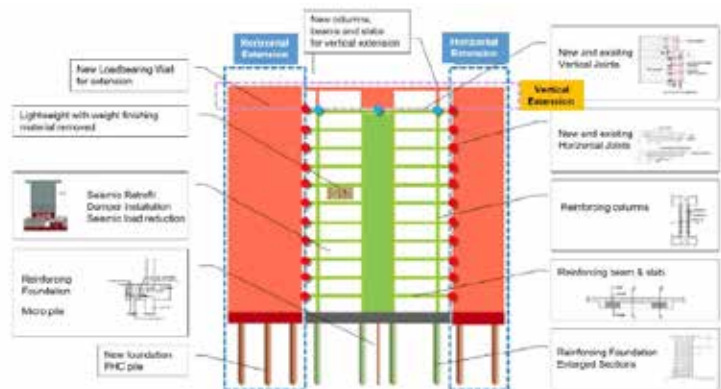 New columns,
beams and slabs
for vertical extension
Horizontal
Extension
Horizontal
Extension
New Loadbearing Wall
for extension
Lightweight with weight finishing
material removed
Seismic Retrofit
Damper Installation
Seismic load reduction
Reinforcing
Foundation
Micro pile
New foundation
PHC pile
New and existing
Vertical Joints
Vertical
Extension
New and existing
Horizontal Joints
Reinforcing columns
Reinforcing beam & slab
Reinforcing Foundation
Enlarged Sections